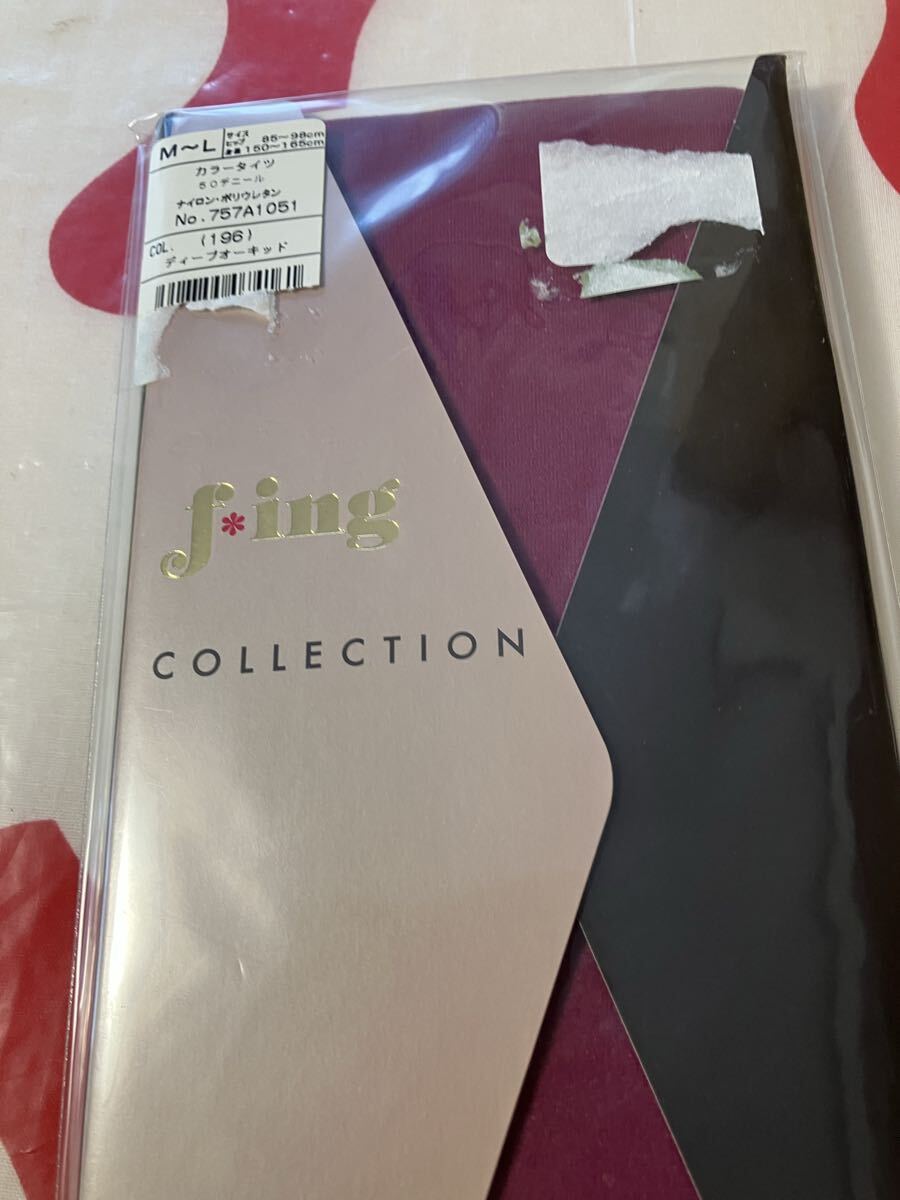 M～L サイズ
ヒップ 85～98cm
身長 150～165cm
カラータイツ
50デニール
ナイロン・ポリウレタン
No.757A1051
COL. (196)
ディープオーキッド
f*ing
COLLECTION